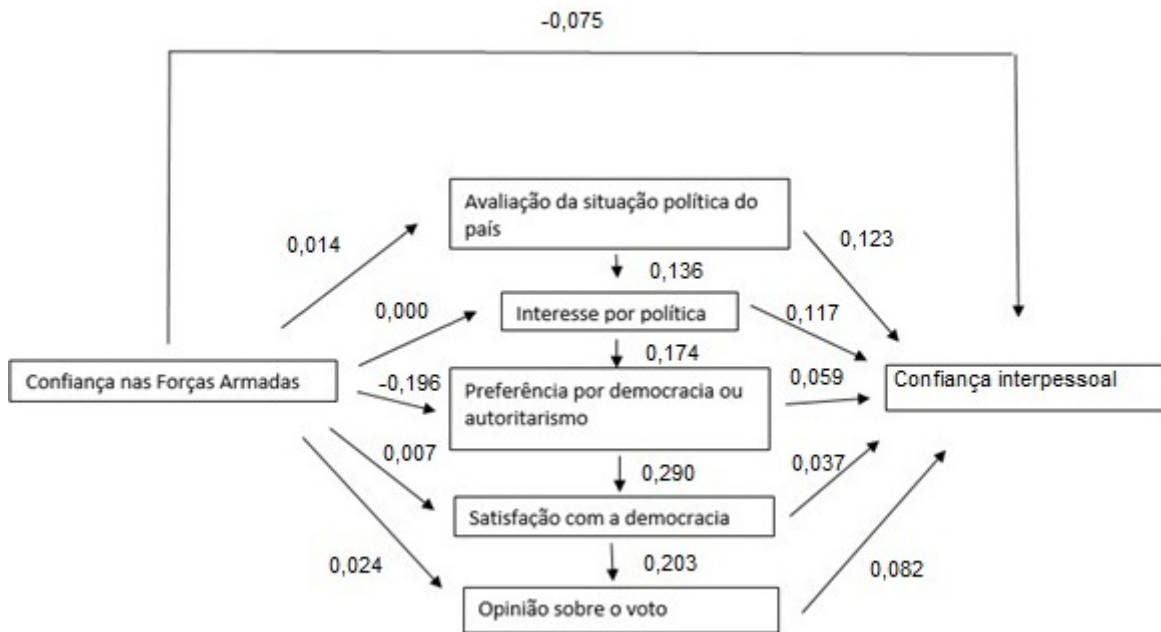 -0,075
Avaliação da situação política do
país
0,014
0,123
0,136
0,000
Interesse por política
0,117
0,174
Confiança nas Forças Armadas
-0,196
Preferência por democracia ou
autoritarismo
0,059
Confiança interpessoal
0,007
0,290
0,037
Satisfação com a democracia
0,024
0,203
0,082
Opinião sobre o voto